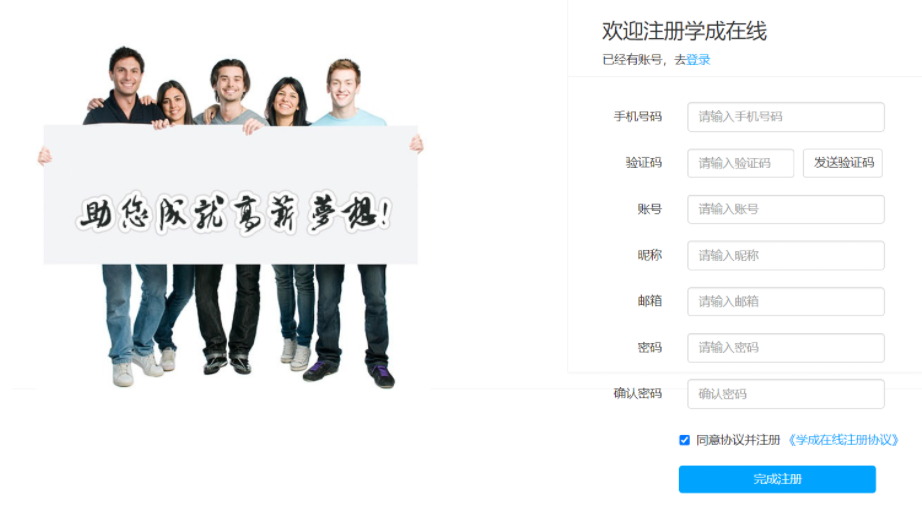 助您成就高薪夢想!
欢迎注册学成在线
已经有账号，去登录
手机号码 请输入手机号码
验证码 请输入验证码 发送验证码
账号 请输入账号
昵称 请输入昵称
邮箱 请输入邮箱
密码 请输入密码
确认密码 确认密码
同意协议并注册 《学成在线注册协议》
完成注册